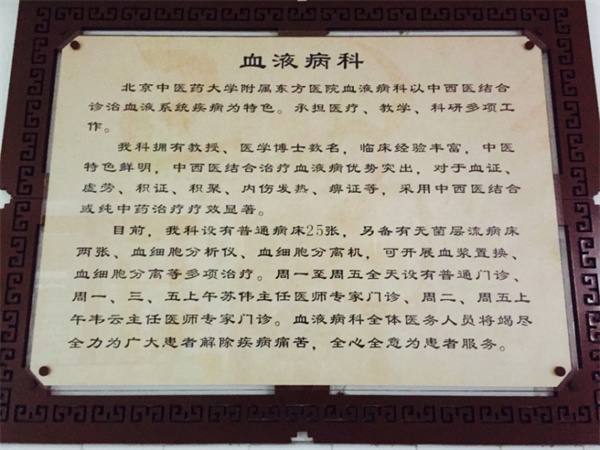 血液病科
北京中医药大学附属东方医院血液病科以中西医结合
诊治血液系统疾病为特色。承担医疗、教学、科研多项工
作。
我科拥有教授、医学博士数名，临床经验丰富，中医
特色鲜明，中西医结合治疗血液病优势突出，对于血证、
虚劳、积证、积聚、内伤发热、痹证等，采用中西医结合
或纯中药治疗疗效显著。
目前，我科设有普通病床25张，另备有无菌层流病床
两张、血细胞分析仪、血细胞分离机，可开展血浆置换、
血细胞分离等多项治疗。周一至周五全天设有普通门诊、
周一、三、五上午苏伟主任医师专家门诊、周二、周五上
午韦云主任医师专家门诊。血液病科全体医务人员将竭尽
全力为广大患者解除疾病痛苦，全心全意为患者服务。